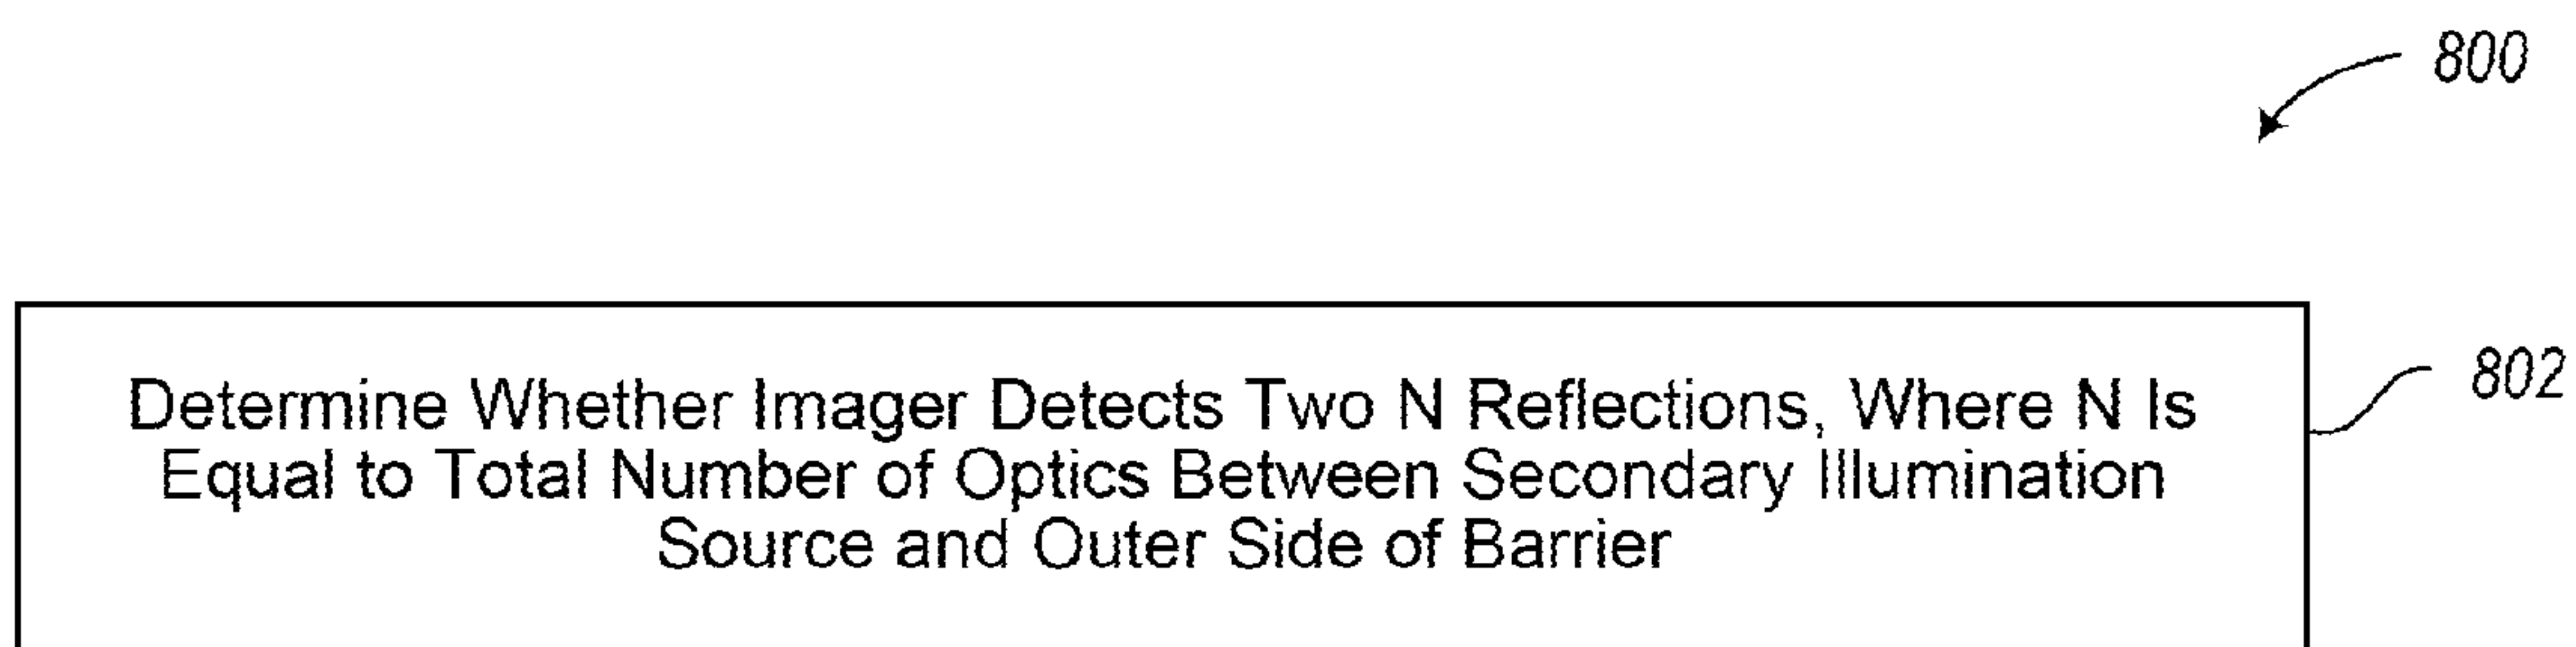 800
Determine Whether Imager Detects Two N Reflections, Where N Is
802
Equal to Total Number of Optics Between Secondary Illumination
Source and Outer Side of Barrier